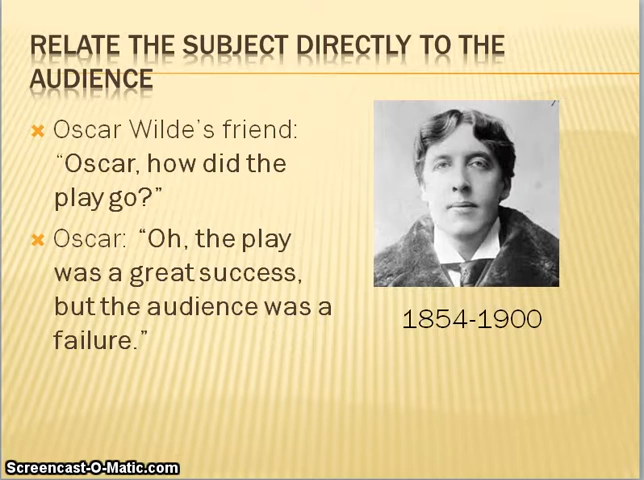 RELATE THE SUBJECT DIRECTLY TO THE
AUDIENCE
Oscar Wilde's friend:
"Oscar, how did the
play go?"
Oscar: "Oh, the play
was a great success,
but the audience was a
failure."
1854-1900
Screencast-O-Matic.com